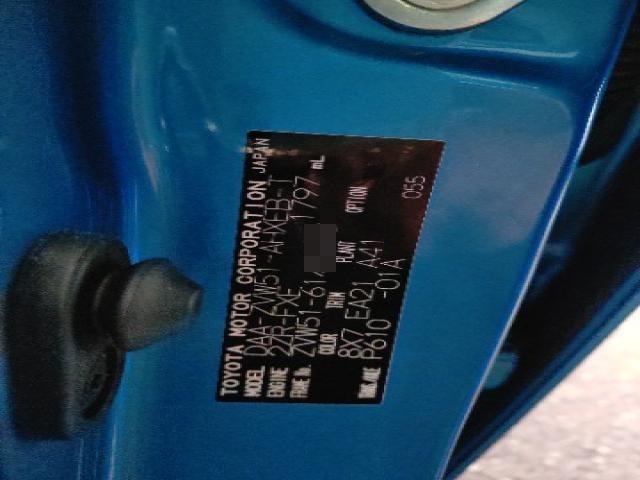 TOYOTA MOTOR CORPORATION JAPAN
MODEL DAA-ZVW51-AHXEB-T
ENGINE 2ZR-FXE 1797 mL
FRAME No. ZVW51-614
COLOR TRIM PLANT OPTION
8X7 EA21 A41 055
TRANS/AXLE P610 -01A